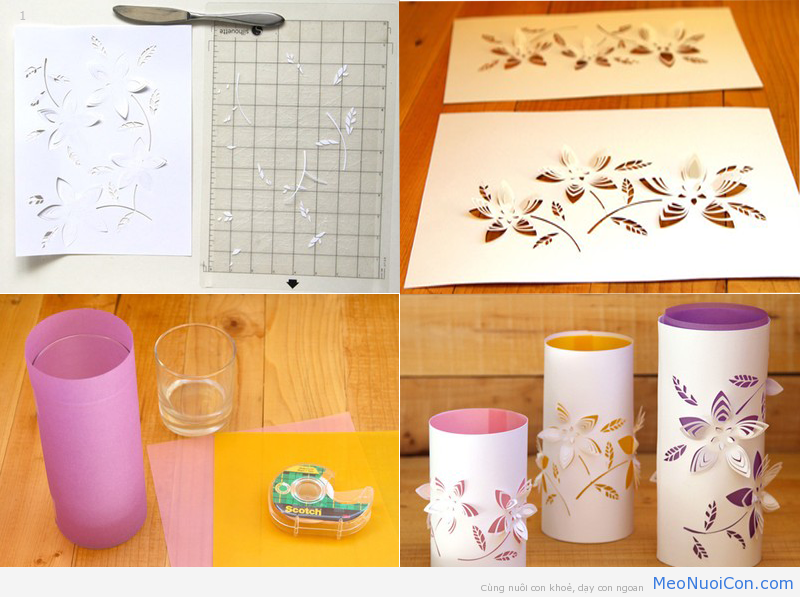 1
silhouette
Scotch
Cùng nuôi con khoẻ, dạy con ngoan
MeoNuoiCon.com